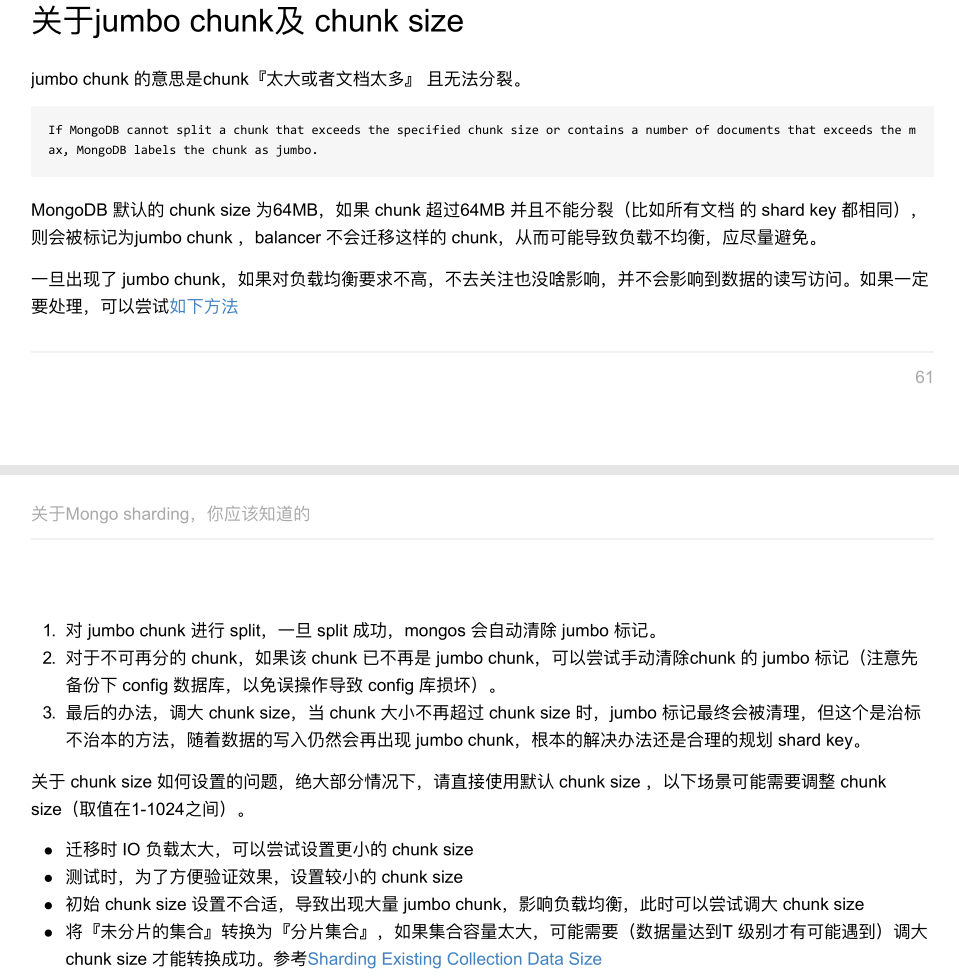 关于jumbo chunk及 chunk size
jumbo chunk 的意思是chunk『太大或者文档太多』 且无法分裂。
If MongoDB cannot split a chunk that exceeds the specified chunk size or contains a number of documents that exceeds the m
ax, MongoDB labels the chunk as jumbo.
MongoDB 默认的 chunk size 为64MB，如果 chunk 超过64MB 并且不能分裂（比如所有文档 的 shard key 都相同），
则会被标记为jumbo chunk ，balancer 不会迁移这样的 chunk，从而可能导致负载不均衡，应尽量避免。
一旦出现了 jumbo chunk，如果对负载均衡要求不高，不去关注也没啥影响，并不会影响到数据的读写访问。如果一定
要处理，可以尝试如下方法
61
关于Mongo sharding，你应该知道的
1. 对 jumbo chunk 进行 split，一旦 split 成功，mongos 会自动清除 jumbo 标记。
2. 对于不可再分的 chunk，如果该 chunk 已不再是 jumbo chunk，可以尝试手动清除chunk 的 jumbo 标记（注意先
备份下 config 数据库，以免误操作导致 config 库损坏）。
3. 最后的办法，调大 chunk size，当 chunk 大小不再超过 chunk size 时，jumbo 标记最终会被清理，但这个是治标
不治本的方法，随着数据的写入仍然会再出现 jumbo chunk，根本的解决办法还是合理的规划 shard key。
关于 chunk size 如何设置的问题，绝大部分情况下，请直接使用默认 chunk size ，以下场景可能需要调整 chunk
size（取值在1-1024之间）。
● 迁移时 IO 负载太大，可以尝试设置更小的 chunk size
● 测试时，为了方便验证效果，设置较小的 chunk size
● 初始 chunk size 设置不合适，导致出现大量 jumbo chunk，影响负载均衡，此时可以尝试调大 chunk size
● 将『未分片的集合』转换为『分片集合』，如果集合容量太大，可能需要（数据量达到T 级别才有可能遇到）调大
chunk size 才能转换成功。参考Sharding Existing Collection Data Size